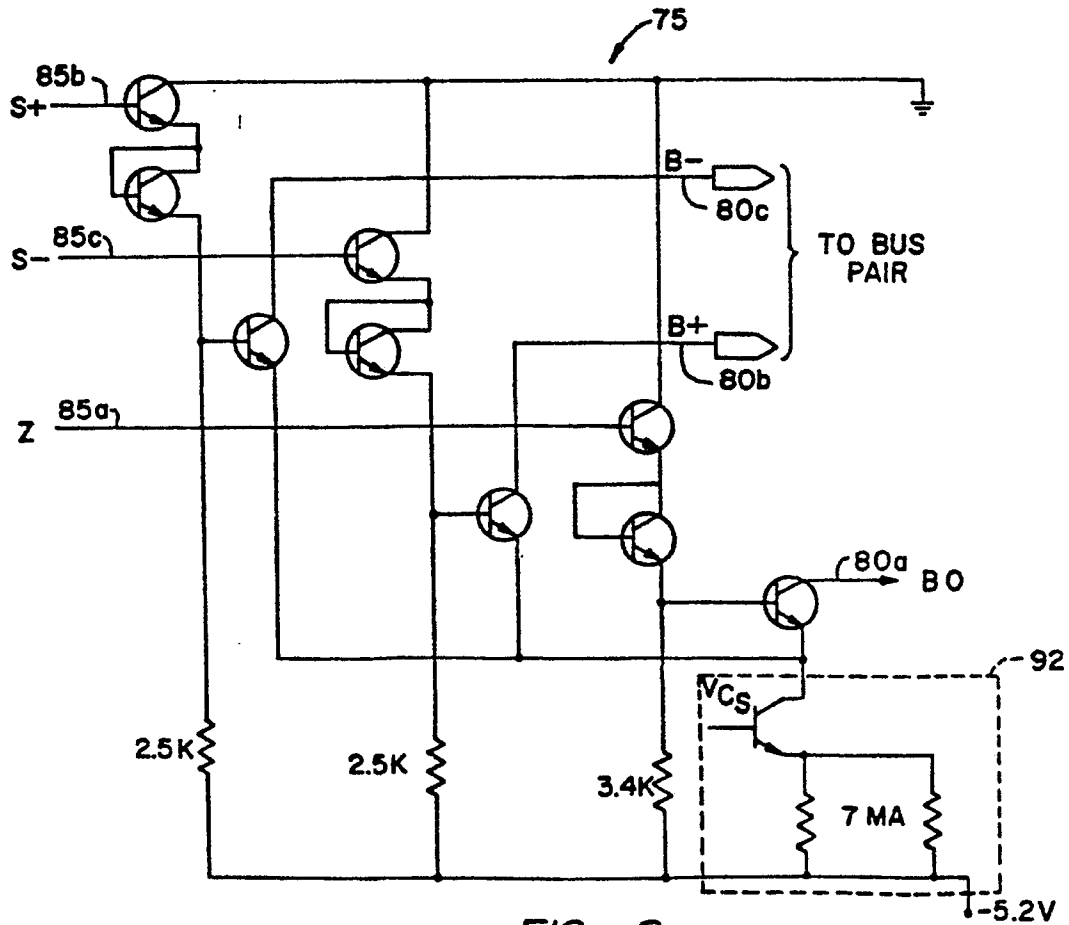 75
85b
S+
B-
80c
85c
S-
TO BUS
PAIR
B+
80b
85a
Z
80a
B0
92
VCS
2.5K
2.5K
3.4K
7 MA
-5.2V